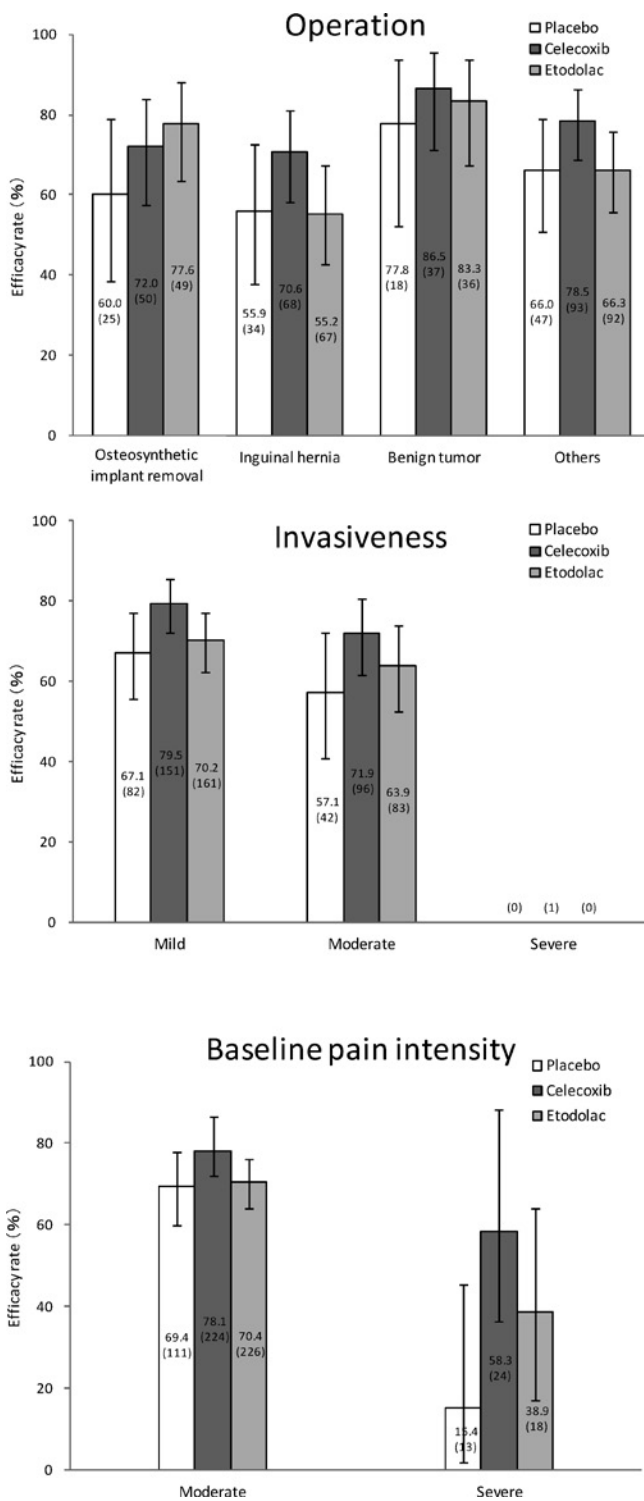 Operation
Placebo
Celecoxib
Etodolac
100
80
60
40
20
0
Efficacy rate (%)
60.0
(25)
72.0
(50)
77.6
(49)
55.9
(34)
70.6
(68)
55.2
(67)
77.8
(18)
86.5
(37)
83.3
(36)
66.0
(47)
78.5
(93)
66.3
(92)
Osteosynthetic
implant removal
Inguinal hernia
Benign tumor
Others
Invasiveness
Placebo
Celecoxib
Etodolac
100
80
60
40
20
0
Efficacy rate (%)
67.1
(82)
79.5
(151)
70.2
(161)
57.1
(42)
71.9
(96)
63.9
(83)
(0) (1) (0)
Mild
Moderate
Severe
Baseline pain intensity
Placebo
Celecoxib
Etodolac
100
80
60
40
20
0
Efficacy rate (%)
69.4
(111)
78.1
(224)
70.4
(226)
15.4
(13)
58.3
(24)
38.9
(18)
Moderate
Severe